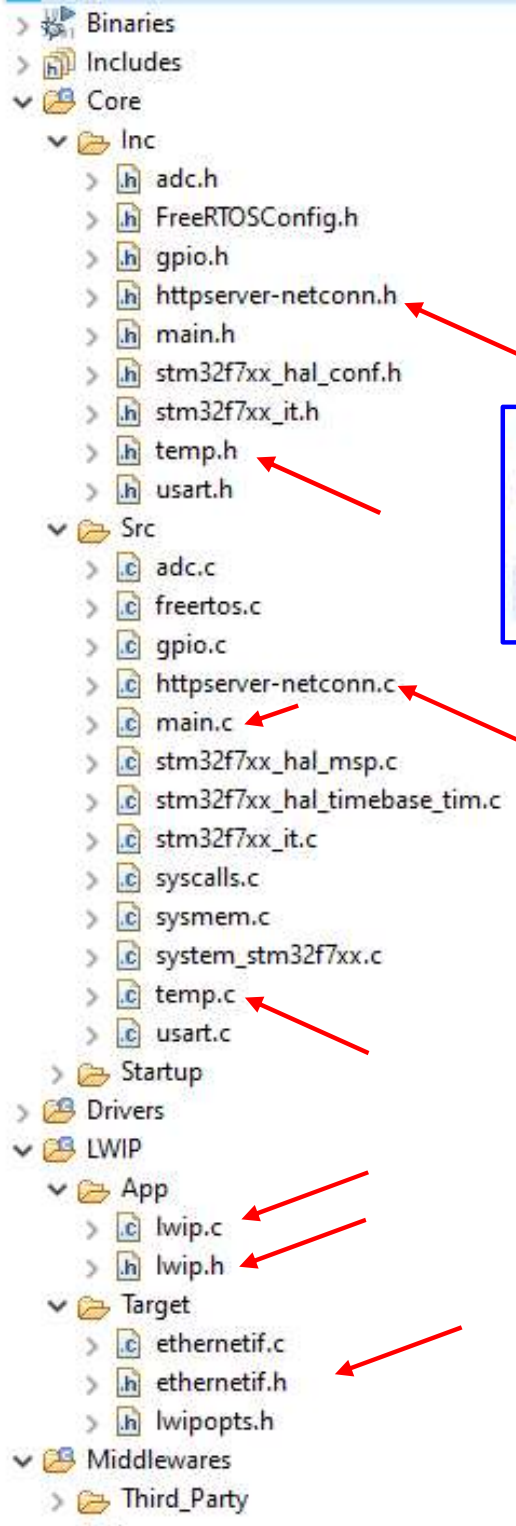 Binaries
Includes
Core
Inc
adc.h
FreeRTOSConfig.h
gpio.h
httpserver-netconn.h
main.h
stm32f7xx_hal_conf.h
stm32f7xx_it.h
temp.h
usart.h
Src
adc.c
freertos.c
gpio.c
httpserver-netconn.c
main.c
stm32f7xx_hal_msp.c
stm32f7xx_hal_timebase_tim.c
stm32f7xx_it.c
syscalls.c
sysmem.c
system_stm32f7xx.c
temp.c
usart.c
Startup
Drivers
LWIP
App
lwip.c
lwip.h
Target
ethernetif.c
ethernetif.h
lwipopts.h
Middlewares
Third_Party